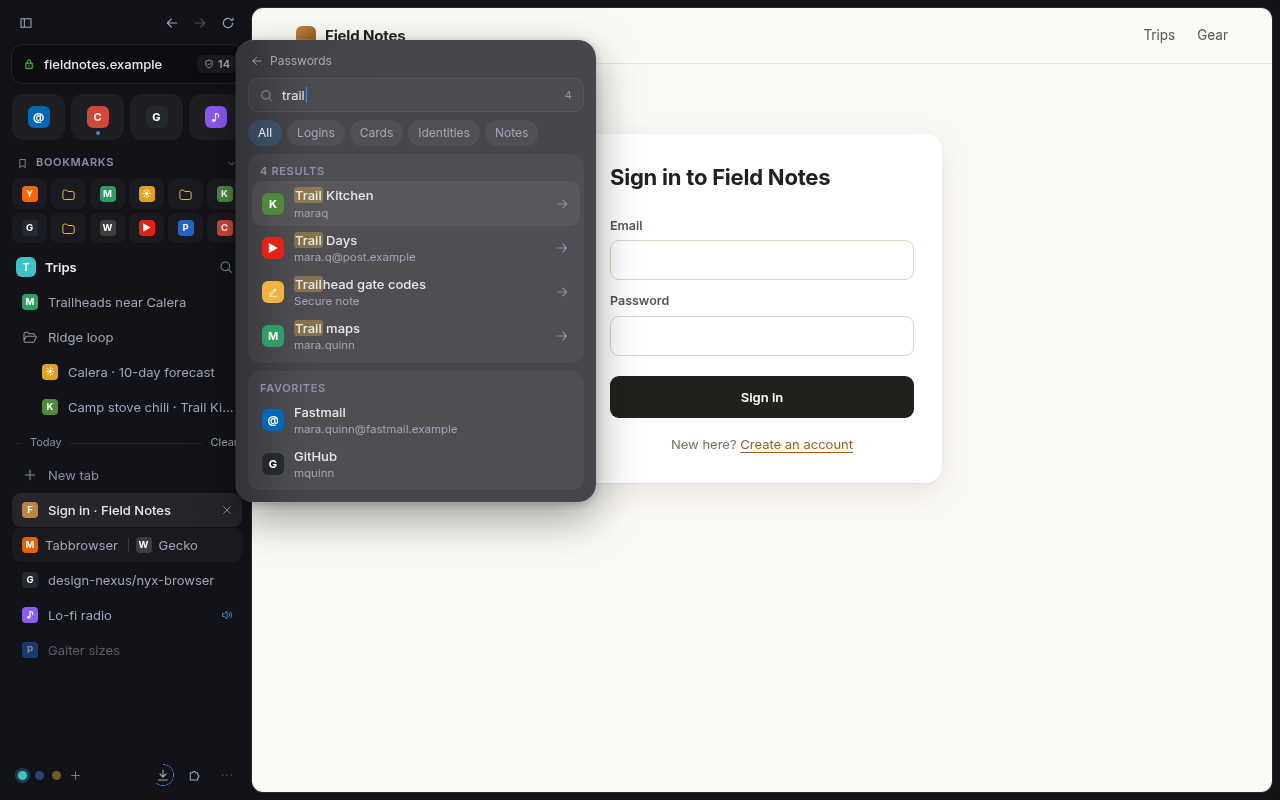 fieldnotes.example
14
@
C
G
BOOKMARKS
Y
M
K
G
W
P
C
T
Trips
M
Trailheads near Calera
Ridge loop
Calera · 10-day forecast
K
Camp stove chili · Trail Ki...
Today
Clear
New tab
F
Sign in · Field Notes
M
Tabbrowser
W
Gecko
G
design-nexus/nyx-browser
Lo-fi radio
P
Gaiter sizes
Passwords
trail
4
All
Logins
Cards
Identities
Notes
4 RESULTS
K
Trail Kitchen
maraq
Trail Days
mara.q@post.example
Trailhead gate codes
Secure note
M
Trail maps
mara.quinn
FAVORITES
@
Fastmail
mara.quinn@fastmail.example
G
GitHub
mquinn
Field Notes
Trips
Gear
Sign in to Field Notes
Email
Password
Sign in
New here? Create an account